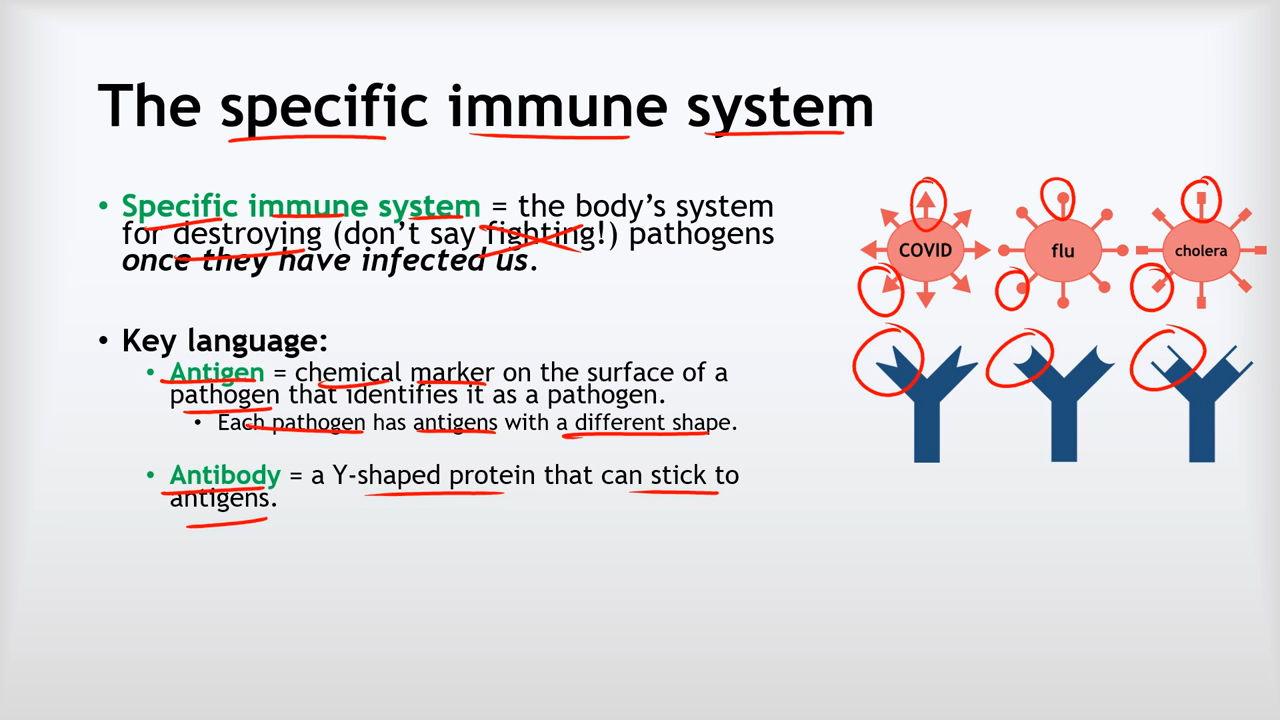 The specific immune system
• Specific immune system = the body’s system
for destroying (don’t say fighting!) pathogens
once they have infected us.
• Key language:
• Antigen = chemical marker on the surface of a
pathogen that identifies it as a pathogen.
• Each pathogen has antigens with a different shape.
• Antibody = a Y-shaped protein that can stick to
antigens.
COVID
flu
cholera